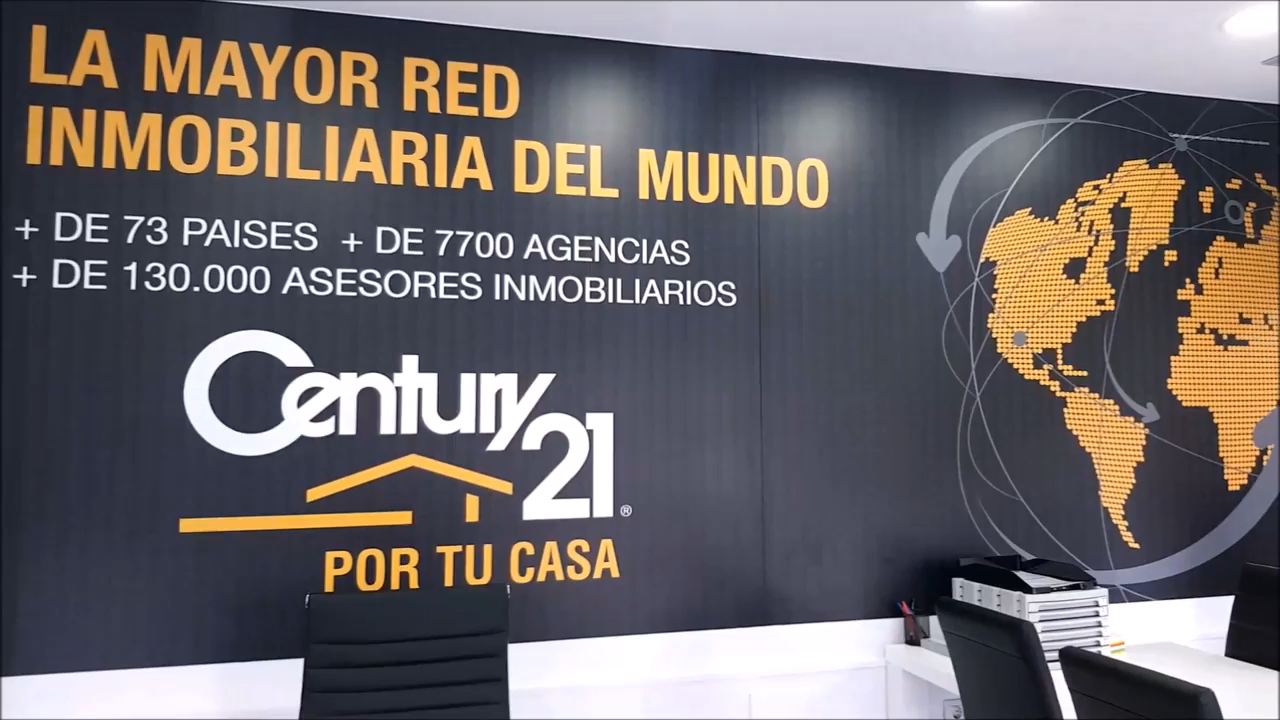 LA MAYOR RED
INMOBILIARIA DEL MUNDO
+ DE 73 PAISES + DE 7700 AGENCIAS
+ DE 130.000 ASESORES INMOBILIARIOS
Century
21®
POR TU CASA